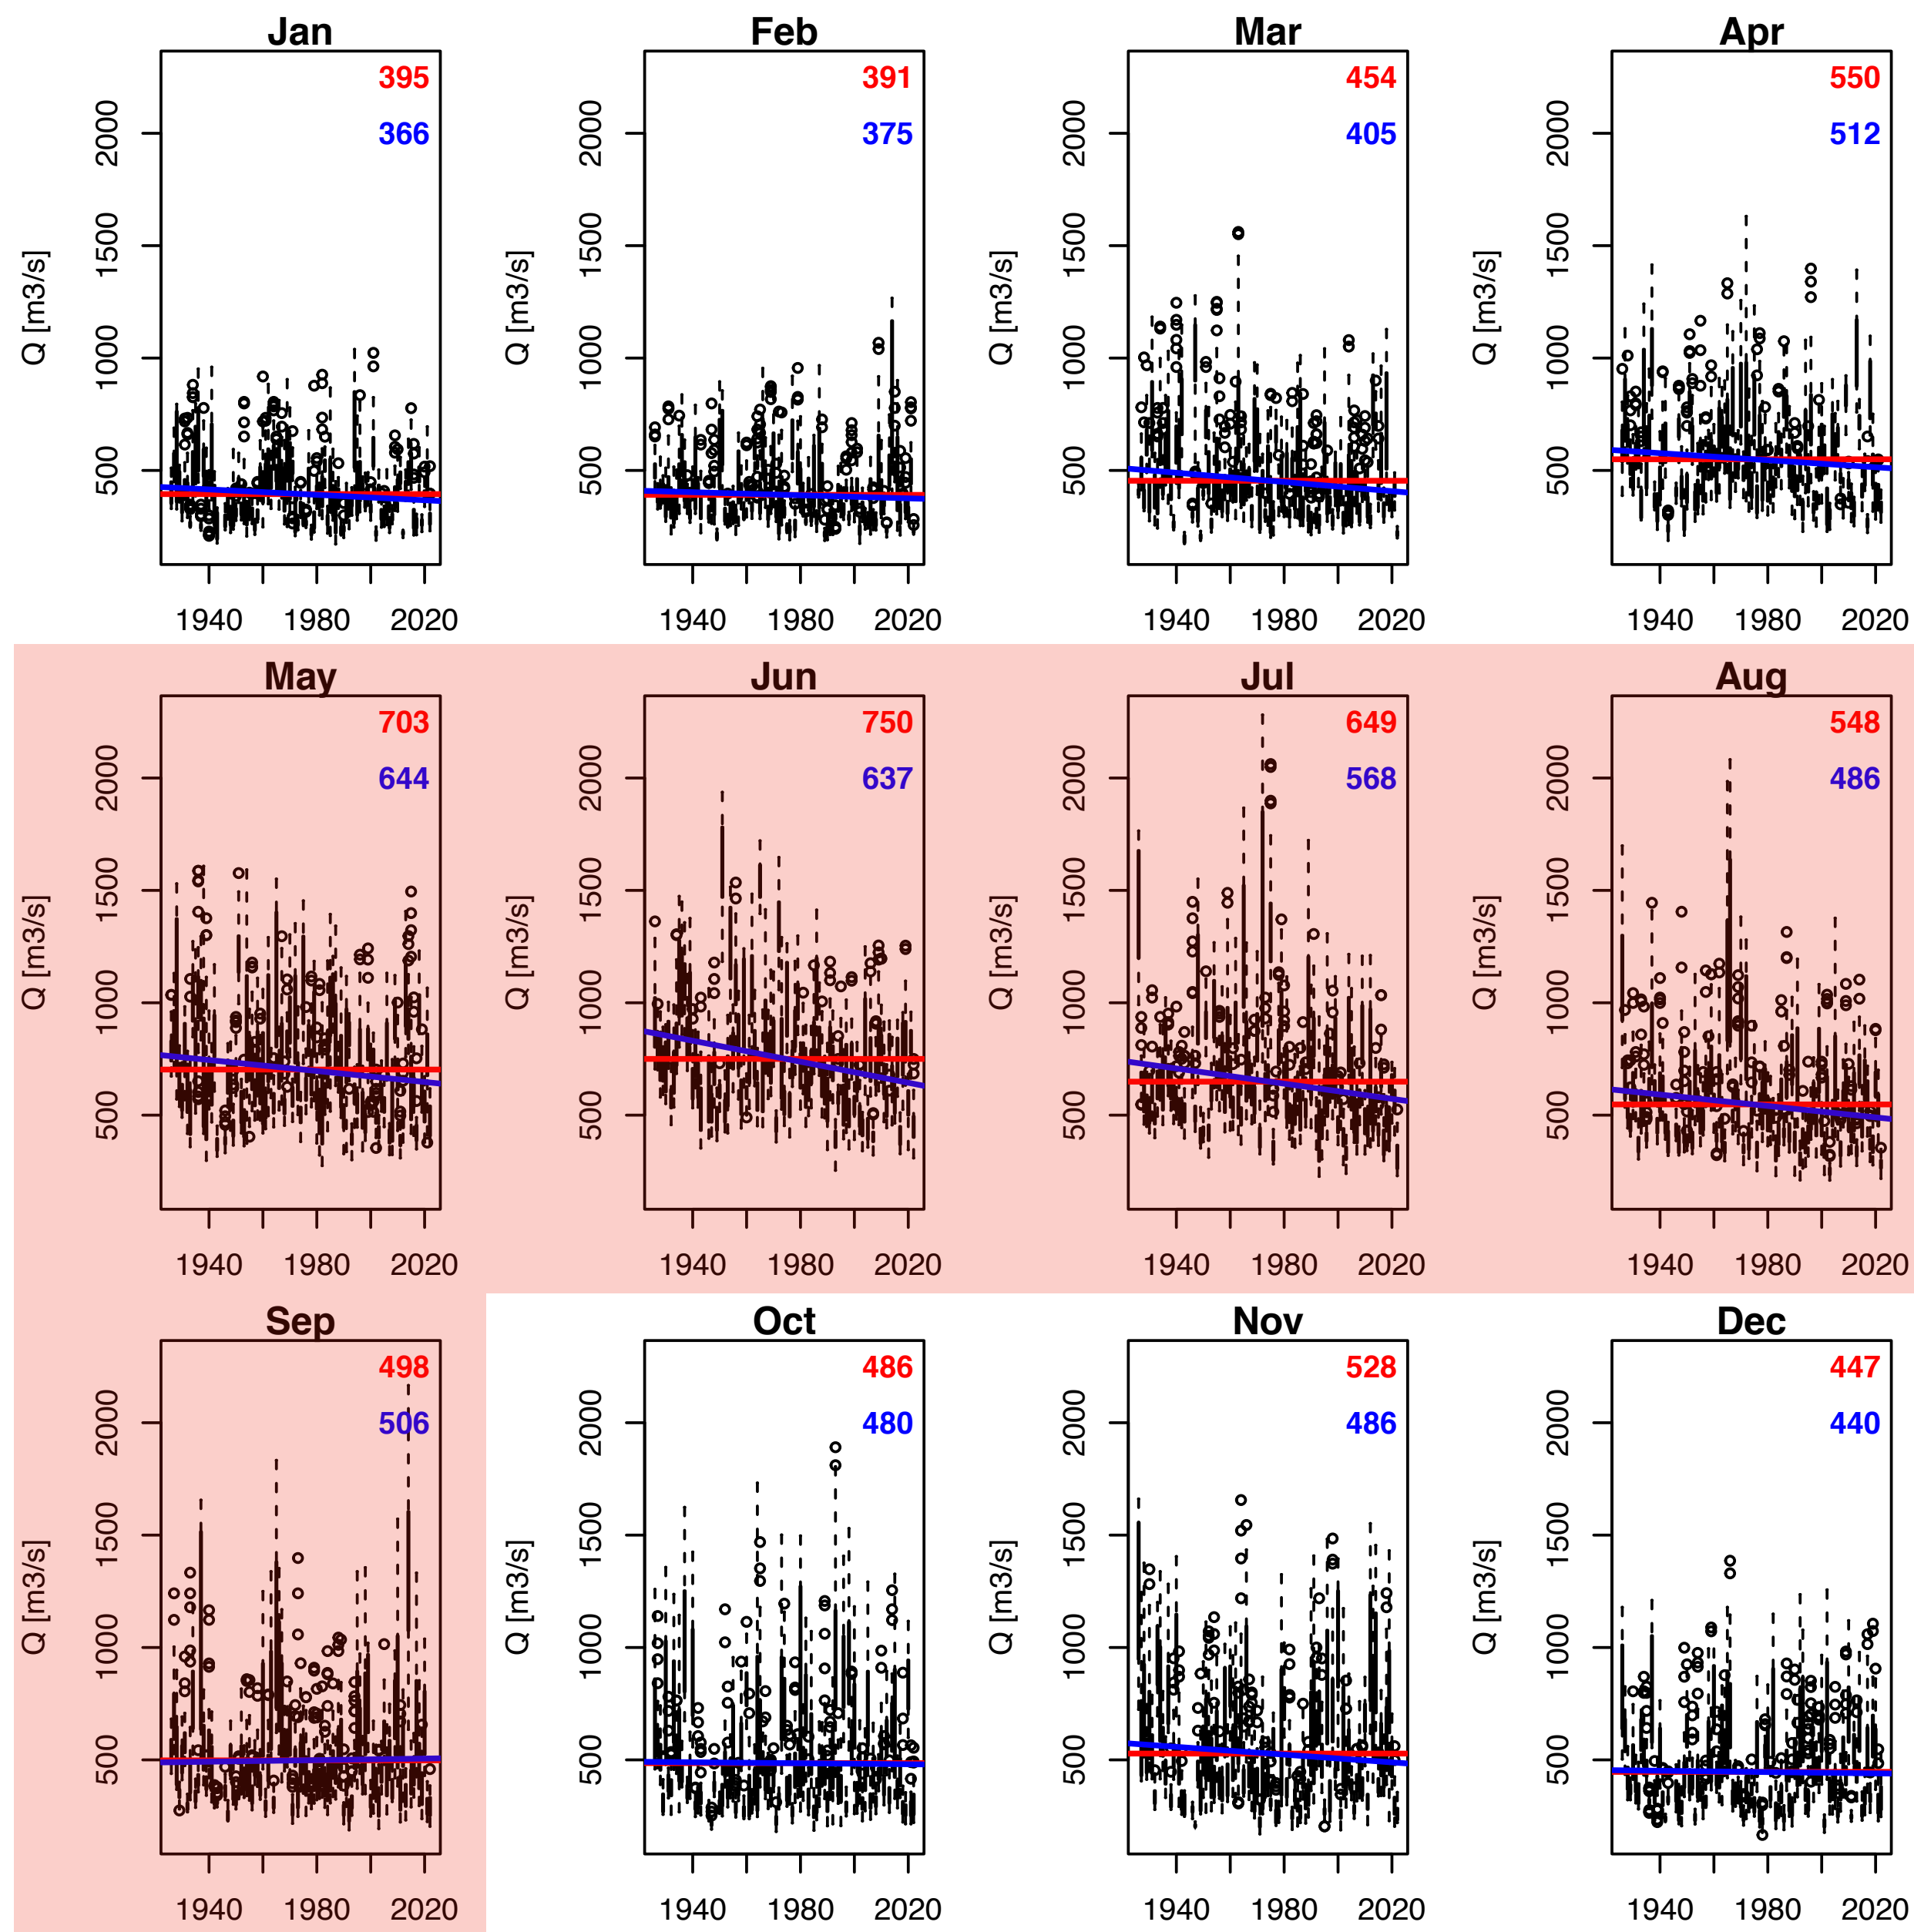 Jan
Feb
Mar
Apr
395
391
454
550
366
375
405
512
Q [m3/s]
500 1000 1500 2000
Q [m3/s]
500 1000 1500 2000
Q [m3/s]
500 1000 1500 2000
Q [m3/s]
500 1000 1500 2000
1940 1980 2020
1940 1980 2020
1940 1980 2020
1940 1980 2020
May
Jun
Jul
Aug
703
750
649
548
644
637
568
486
Q [m3/s]
500 1000 1500 2000
Q [m3/s]
500 1000 1500 2000
Q [m3/s]
500 1000 1500 2000
Q [m3/s]
500 1000 1500 2000
1940 1980 2020
1940 1980 2020
1940 1980 2020
1940 1980 2020
Sep
Oct
Nov
Dec
498
486
528
447
506
480
486
440
Q [m3/s]
500 1000 1500 2000
Q [m3/s]
500 1000 1500 2000
Q [m3/s]
500 1000 1500 2000
Q [m3/s]
500 1000 1500 2000
1940 1980 2020
1940 1980 2020
1940 1980 2020
1940 1980 2020